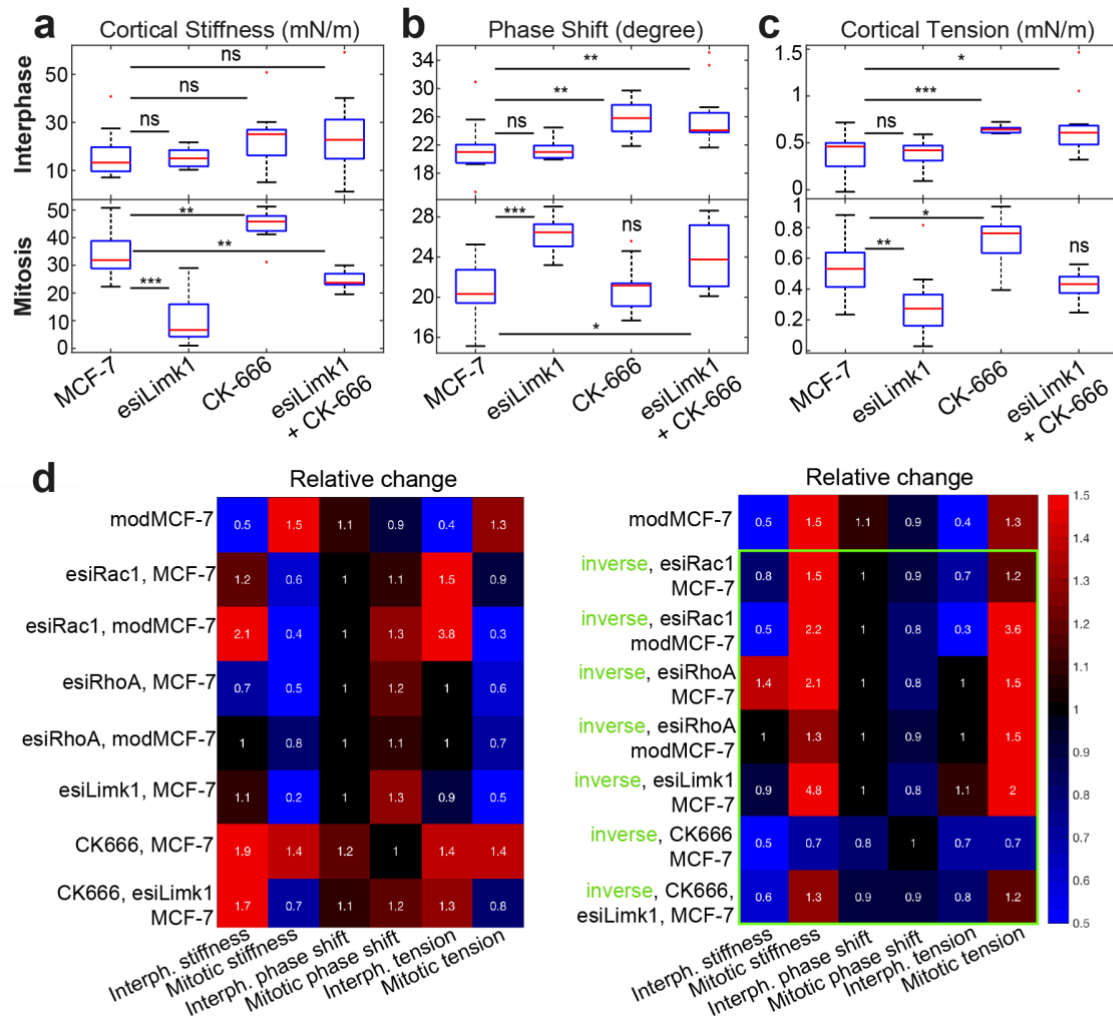 a Cortical Stiffness (mN/m)
b Phase Shift (degree)
c Cortical Tension (mN/m)
Interphase
50
30
10
ns
ns
ns
34
30
26
22
18
**
**
ns
1.5
1
0.5
0
*
***
ns
Mitosis
50
40
30
20
10
0
**
**
***
28
24
20
16
***
ns
*
1
0.8
0.6
0.4
0.2
0
*
**
ns
MCF-7
esiLimk1
CK-666
esiLimk1
+ CK-666
MCF-7
esiLimk1
CK-666
esiLimk1
+ CK-666
MCF-7
esiLimk1
CK-666
esiLimk1
+ CK-666
d
Relative change
modMCF-7
0.5 1.5 1.1 0.9 0.4 1.3
esiRac1, MCF-7
1.2 0.6 1 1.1 1.5 0.9
esiRac1, modMCF-7
2.1 0.4 1 1.3 3.8 0.3
esiRhoA, MCF-7
0.7 0.5 1 1.2 1 0.6
esiRhoA, modMCF-7
1 0.8 1 1.1 1 0.7
esiLimk1, MCF-7
1.1 0.2 1 1.3 0.9 0.5
CK666, MCF-7
1.9 1.4 1.2 1 1.4 1.4
CK666, esiLimk1
MCF-7
1.7 0.7 1.1 1.2 1.3 0.8
Interph. stiffness
Mitotic stiffness
Interph. phase shift
Mitotic phase shift
Interph. tension
Mitotic tension
Relative change
modMCF-7
0.5 1.5 1.1 0.9 0.4 1.3
inverse, esiRac1
MCF-7
0.8 1.5 1 0.9 0.7 1.2
inverse, esiRac1
modMCF-7
0.5 2.2 1 0.8 0.3 3.6
inverse, esiRhoA
MCF-7
1.4 2.1 1 0.8 1 1.5
inverse, esiRhoA
modMCF-7
1 1.3 1 0.9 1 1.5
inverse, esiLimk1
MCF-7
0.9 4.8 1 0.8 1.1 2
inverse, CK666
MCF-7
0.5 0.7 0.8 1 0.7 0.7
inverse, CK666,
esiLimk1, MCF-7
0.6 1.3 0.9 0.9 0.8 1.2
Interph. stiffness
Mitotic stiffness
Interph. phase shift
Mitotic phase shift
Interph. tension
Mitotic tension
1.5
1.4
1.3
1.2
1.1
1
0.9
0.8
0.7
0.6
0.5